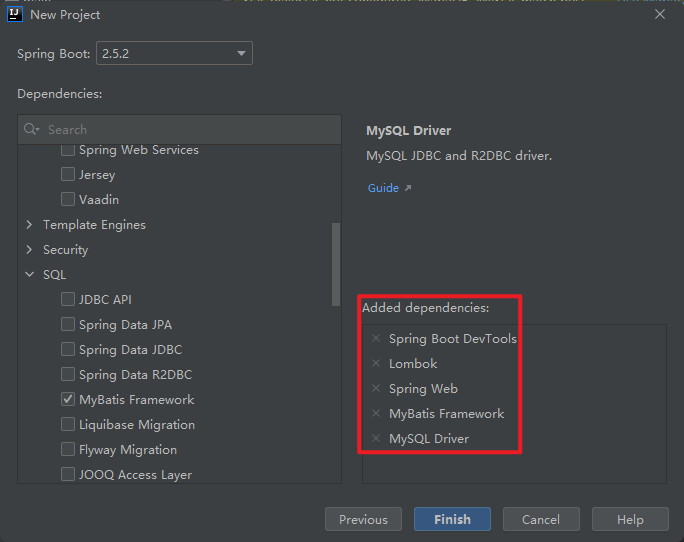 New Project
Spring Boot: 2.5.2
Dependencies:
Search
Spring Web Services
Jersey
Vaadin
Template Engines
Security
SQL
JDBC API
Spring Data JPA
Spring Data JDBC
Spring Data R2DBC
MyBatis Framework
Liquibase Migration
Flyway Migration
JOOQ Access Layer
MySQL Driver
MySQL JDBC and R2DBC driver.
Guide ↗
Added dependencies:
× Spring Boot DevTools
× Lombok
× Spring Web
× MyBatis Framework
× MySQL Driver
Previous
Finish
Cancel
Help